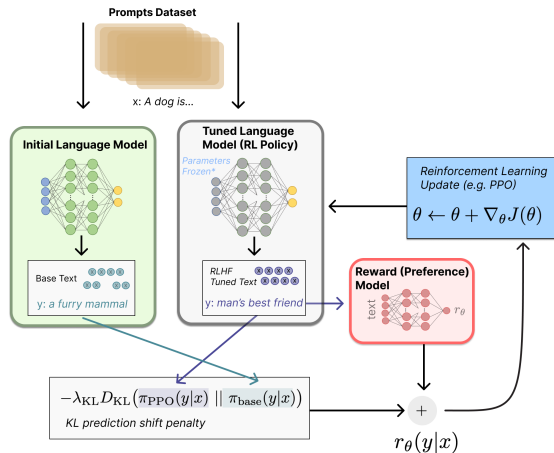 Prompts Dataset
x: A dog is...
Initial Language Model
Tuned Language
Model (RL Policy)
Parameters
Frozen*
Reinforcement Learning
Update (e.g. PPO)
θ ← θ + ∇θJ(θ)
Base Text
x x x x
x x x x
y: a furry mammal
RLHF
Tuned Text
x x x x
x x x x
y: man's best friend
Reward (Preference)
Model
text
rθ
−λKL DKL(πPPO(y|x) || πbase(y|x))
KL prediction shift penalty
+
rθ(y|x)